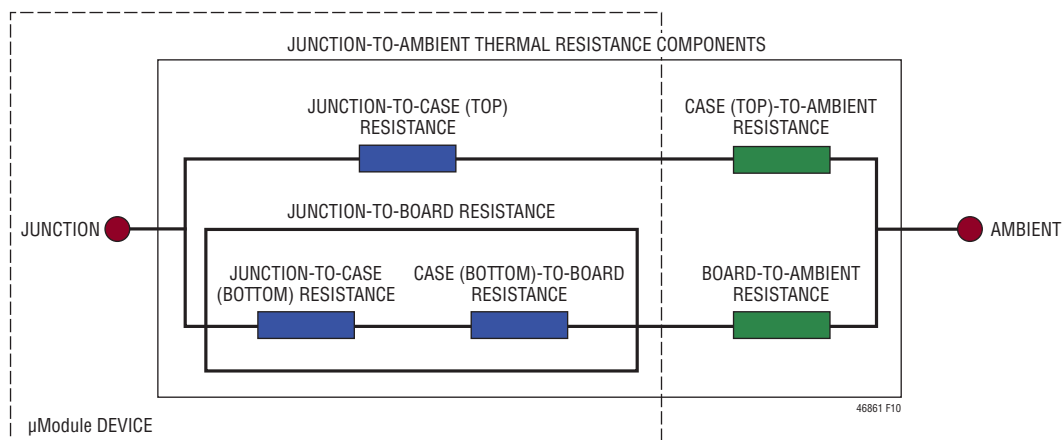 JUNCTION-TO-AMBIENT THERMAL RESISTANCE COMPONENTS
JUNCTION-TO-CASE (TOP)
RESISTANCE
CASE (TOP)-TO-AMBIENT
RESISTANCE
JUNCTION
JUNCTION-TO-BOARD RESISTANCE
AMBIENT
JUNCTION-TO-CASE
(BOTTOM) RESISTANCE
CASE (BOTTOM)-TO-BOARD
RESISTANCE
BOARD-TO-AMBIENT
RESISTANCE
46861 F10
µModule DEVICE